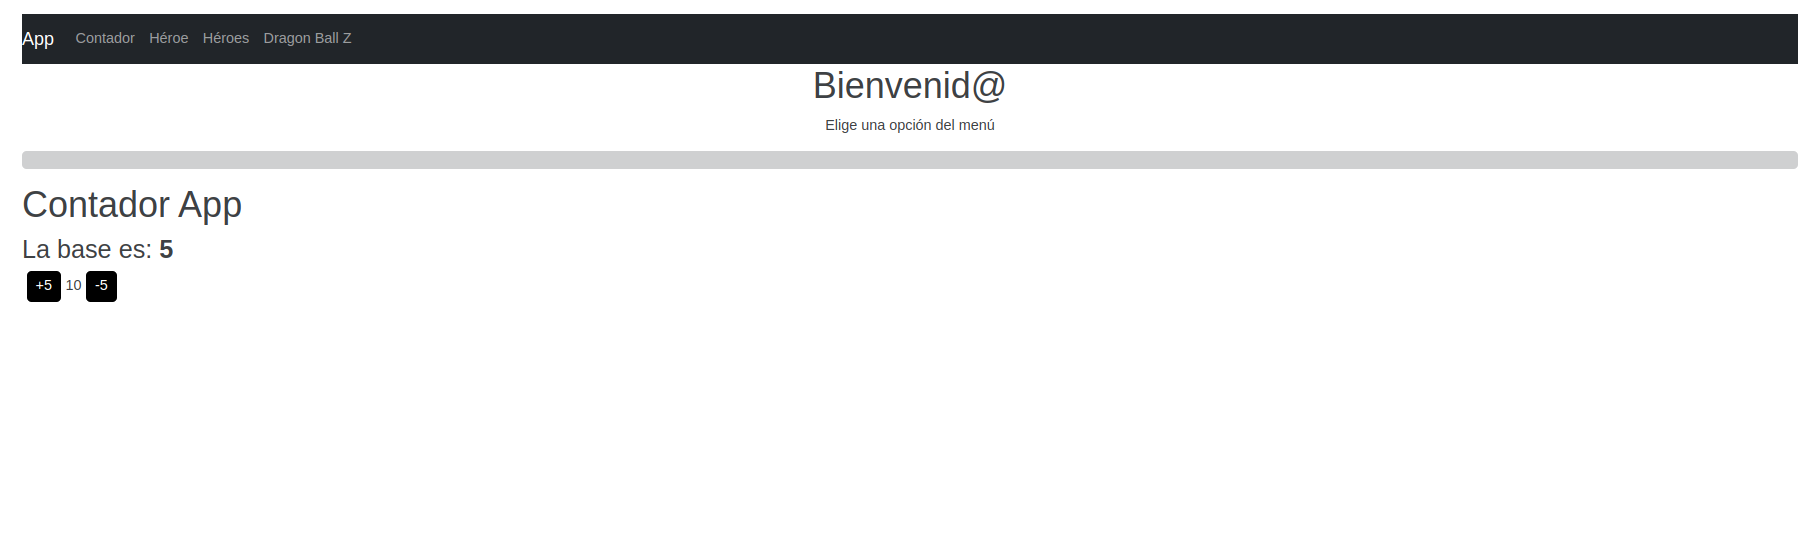 App Contador Héroe Héroes Dragon Ball Z
Bienvenid@
Elige una opción del menú
Contador App
La base es: 5
+5 10 -5